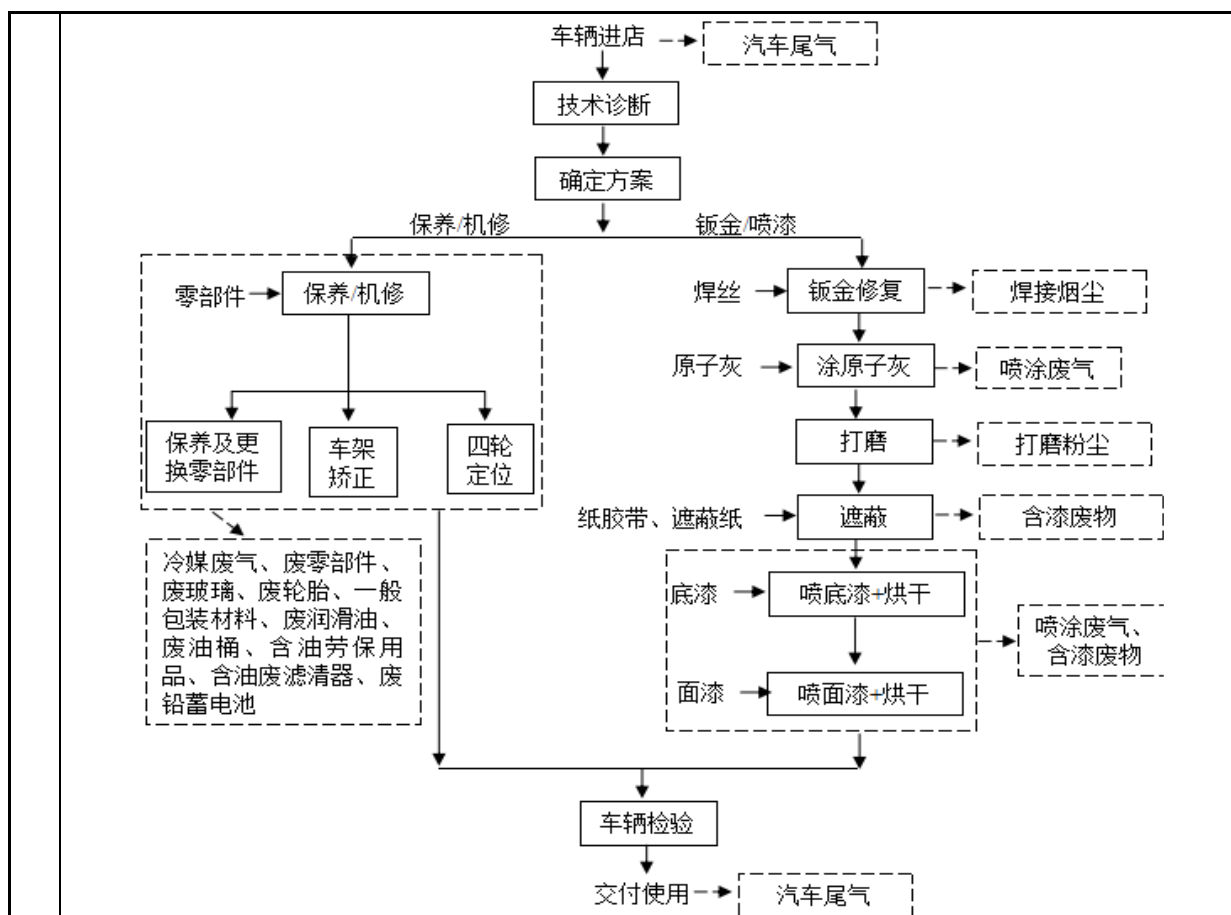 车辆进店
汽车尾气
技术诊断
确定方案
保养/机修
钣金/喷漆
零部件
保养/机修
保养及更
换零部件
车架
矫正
四轮
定位
冷媒废气、废零部件、
废玻璃、废轮胎、一般
包装材料、废润滑油、
废油桶、含油劳保用
品、含油废滤清器、废
铅蓄电池
焊丝
钣金修复
焊接烟尘
原子灰
涂原子灰
喷涂废气
打磨
打磨粉尘
纸胶带、遮蔽纸
遮蔽
含漆废物
底漆
喷底漆+烘干
面漆
喷面漆+烘干
喷涂废气、
含漆废物
车辆检验
交付使用
汽车尾气